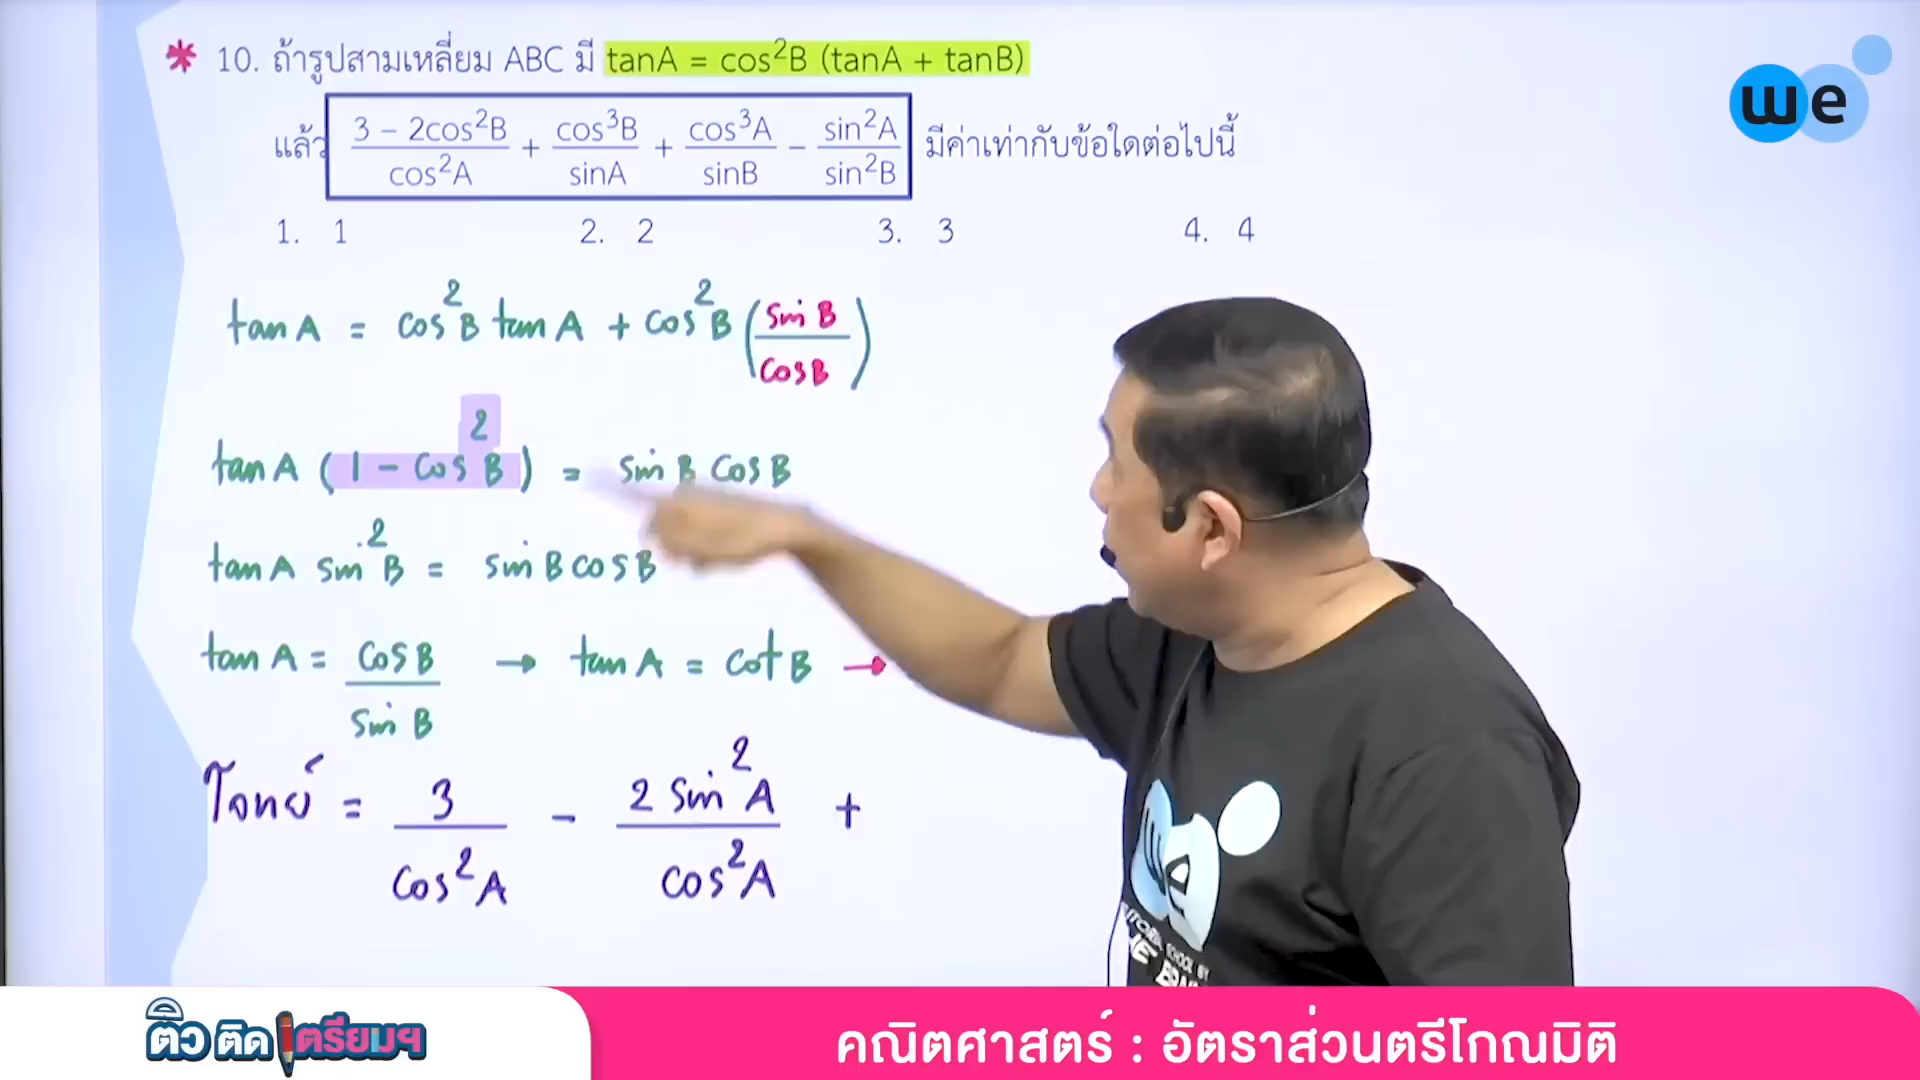 * 10. ถ้ารูปสามเหลี่ยม ABC มี tanA = cos²B (tanA + tanB)
แล้ว (3 – 2cos²B)/(cos²A) + (cos³B)/(sinA) + (cos³A)/(sinB) – (sin²A)/(sin²B) มีค่าเท่ากับข้อใดต่อไปนี้
1. 1 2. 2 3. 3 4. 4
we
tan A = cos²B tan A + cos²B (sin B / cos B)
tan A (1 – cos²B) = sin B cos B
tan A sin²B = sin B cos B
tan A = cos B / sin B → tan A = cot B →
โจทย์ = 3 / cos²A – 2 sin²A / cos²A +
we
ติว ติด เตรียมฯ
คณิตศาสตร์ : อัตราส่วนตรีโกณมิติ